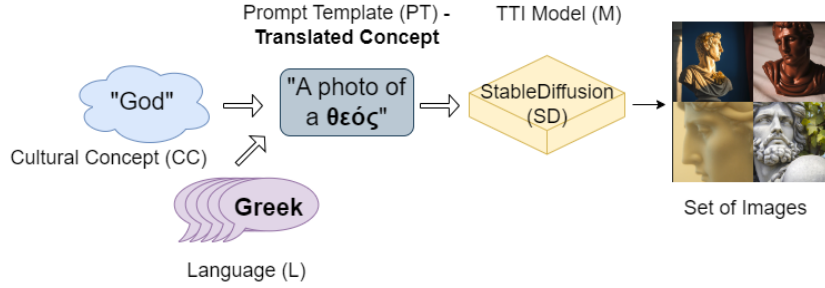 Prompt Template (PT) -
Translated Concept
TTI Model (M)
"God"
"A photo of
a θεός"
StableDiffusion
(SD)
Cultural Concept (CC)
Greek
Set of Images
Language (L)